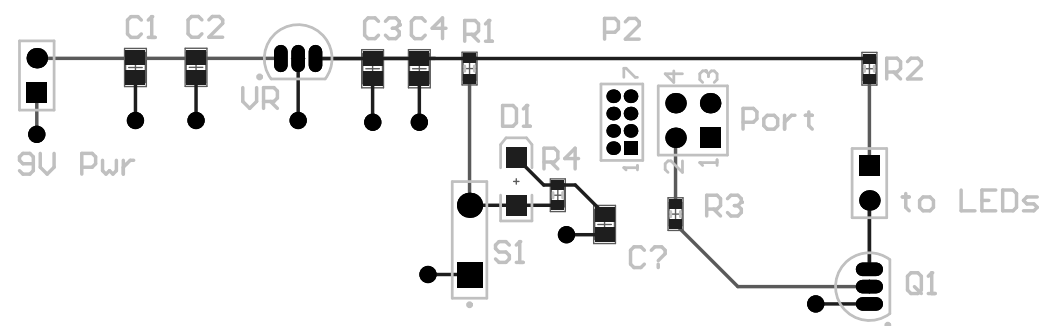 C1 C2 C3 C4 R1 P2
7 4 3 R2
VR
D1 Port
9V Pwr R4
1 2 1
R3 to LEDs
S1 C?
Q1